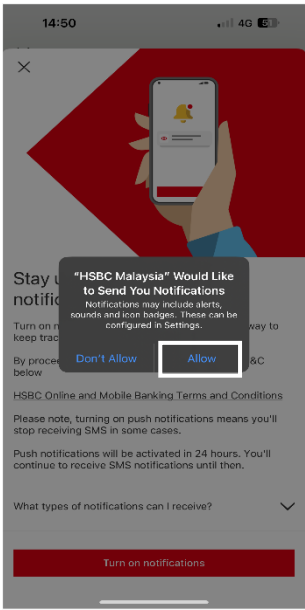 14:50
4G
Stay u
notific
"HSBC Malaysia" Would Like
to Send You Notifications
Notifications may include alerts,
sounds and icon badges. These can be
configured in Settings.
Don't Allow
Allow
Turn on n
way to
keep trac
By procee
&C
below
HSBC Online and Mobile Banking Terms and Conditions
Please note, turning on push notifications means you'll
stop receiving SMS in some cases.
Push notifications will be activated in 24 hours. You'll
continue to receive SMS notifications until then.
What types of notifications can I receive?
Turn on notifications